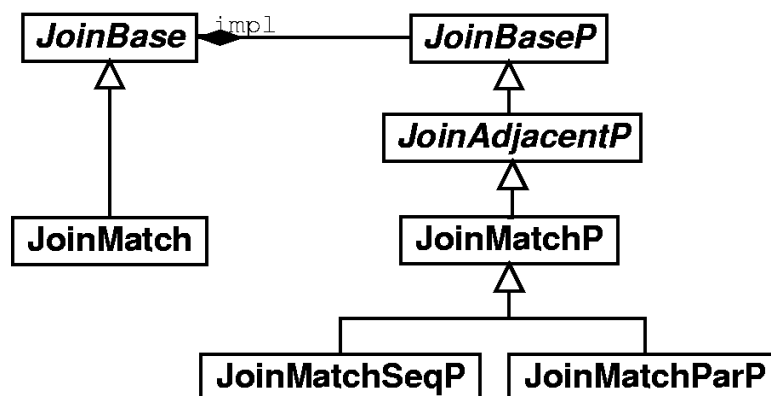 JoinBase
impl
JoinBaseP
JoinAdjacentP
JoinMatch
JoinMatchP
JoinMatchSeqP
JoinMatchParP